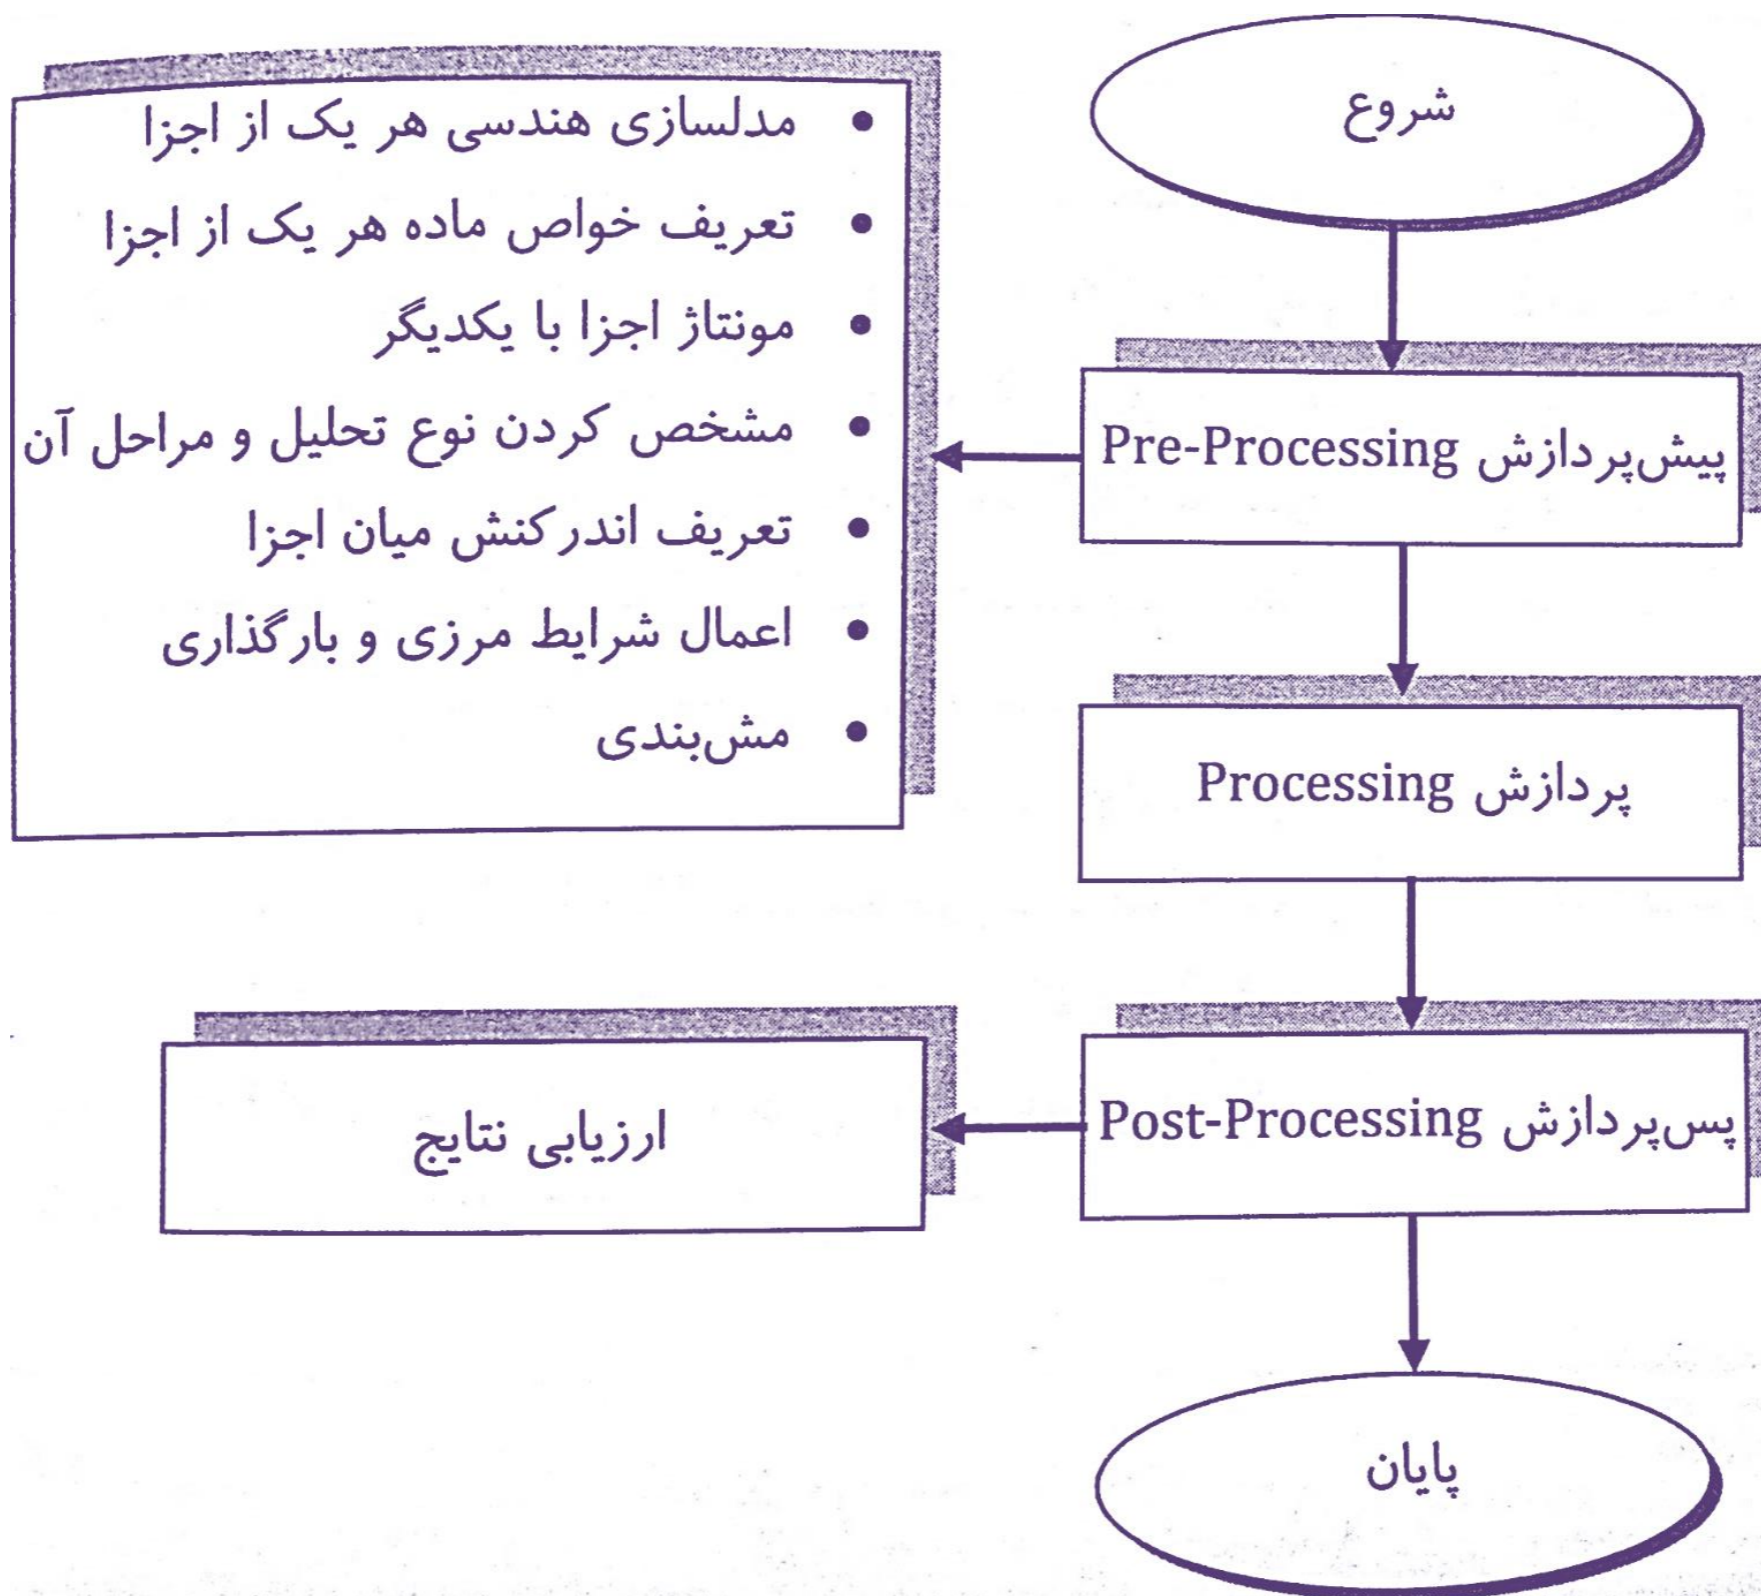 شروع
پیش‌پردازش Pre-Processing
• مدلسازی هندسی هر یک از اجزا
• تعریف خواص ماده هر یک از اجزا
• مونتاژ اجزا با یکدیگر
• مشخص کردن نوع تحلیل و مراحل آن
• تعریف اندرکنش میان اجزا
• اعمال شرایط مرزی و بارگذاری
• مش‌بندی
پردازش Processing
پس‌پردازش Post-Processing
ارزیابی نتایج
پایان